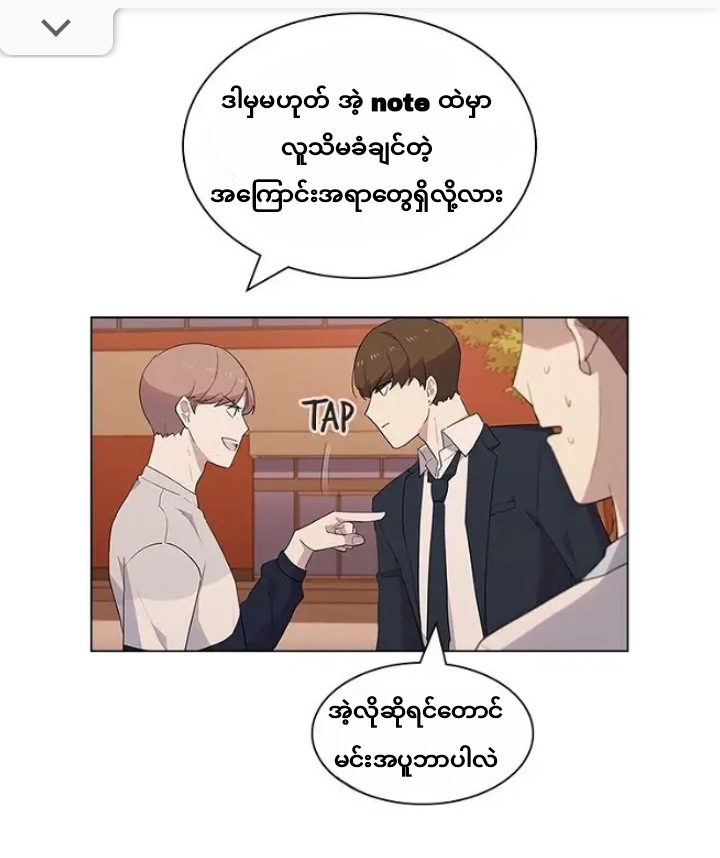 ဒါမှမဟုတ် အဲ့ note ထဲမှာ
လူသိမခံချင်တဲ့
အကြောင်းအရာတွေရှိလို့လား
TAP
အဲ့လိုဆိုရင်တောင်
မင်းအပူဘာပါလဲ